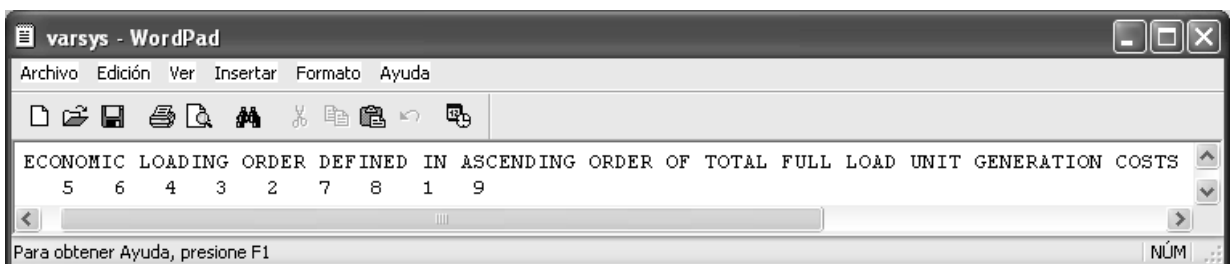 varsys - WordPad
Archivo Edición Ver Insertar Formato Ayuda
ECONOMIC LOADING ORDER DEFINED IN ASCENDING ORDER OF TOTAL FULL LOAD UNIT GENERATION COSTS
5 6 4 3 2 7 8 1 9
Para obtener Ayuda, presione F1 NÚM